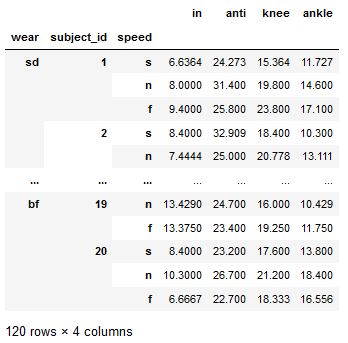 in anti knee ankle
wear subject_id speed
sd 1 s 6.6364 24.273 15.364 11.727
n 8.0000 31.400 19.800 14.600
f 9.4000 25.800 23.800 17.100
2 s 8.4000 32.909 18.400 10.300
n 7.4444 25.000 20.778 13.111
... ... ... ... ... ... ...
bf 19 n 13.4290 24.700 16.000 10.429
f 13.3750 23.400 19.250 11.750
20 s 8.4000 23.200 17.600 13.800
n 10.3000 26.700 21.200 18.400
f 6.6667 22.700 18.333 16.556
120 rows × 4 columns